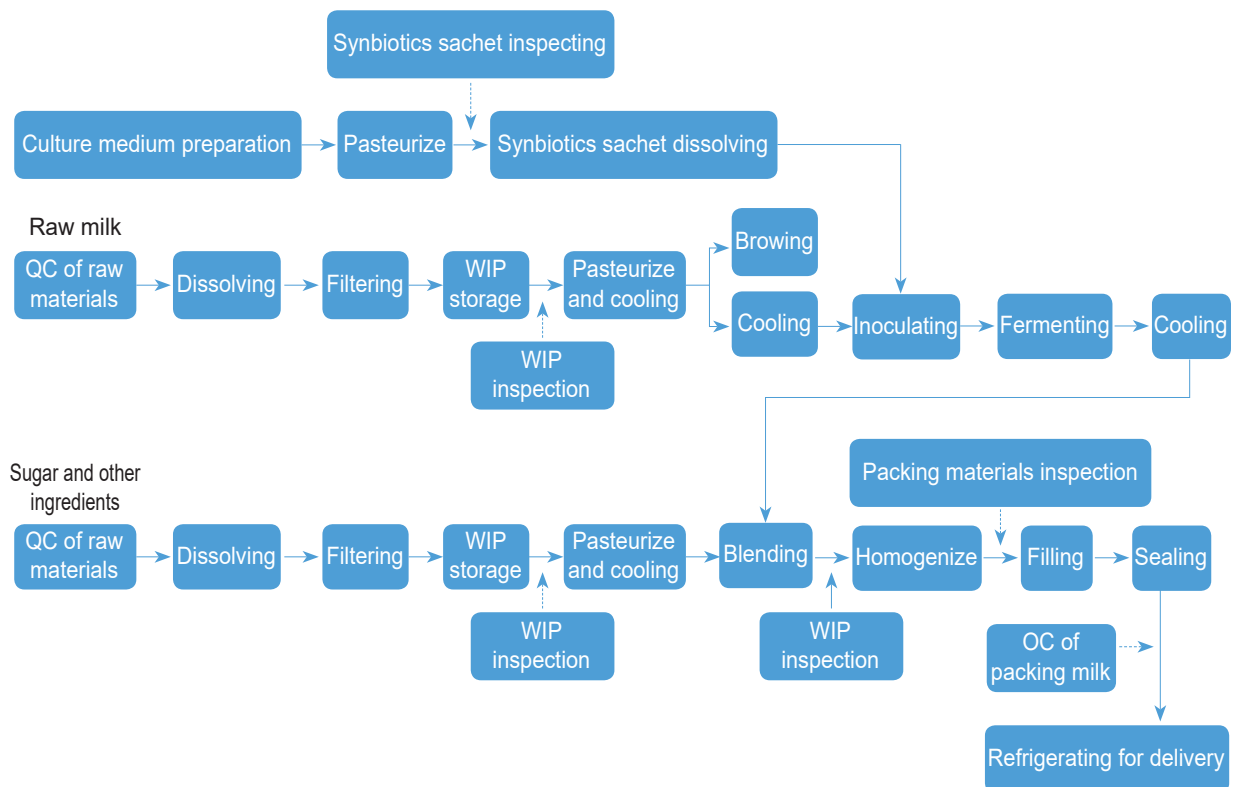 Synbiotics sachet inspecting
Culture medium preparation
Pasteurize
Synbiotics sachet dissolving
Raw milk
QC of raw
materials
Dissolving
Filtering
WIP
storage
Pasteurize
and cooling
Browing
Cooling
Inoculating
Fermenting
Cooling
WIP
inspection
Sugar and other
ingredients
Packing materials inspection
QC of raw
materials
Dissolving
Filtering
WIP
storage
Pasteurize
and cooling
Blending
Homogenize
Filling
Sealing
WIP
inspection
WIP
inspection
OC of
packing milk
Refrigerating for delivery